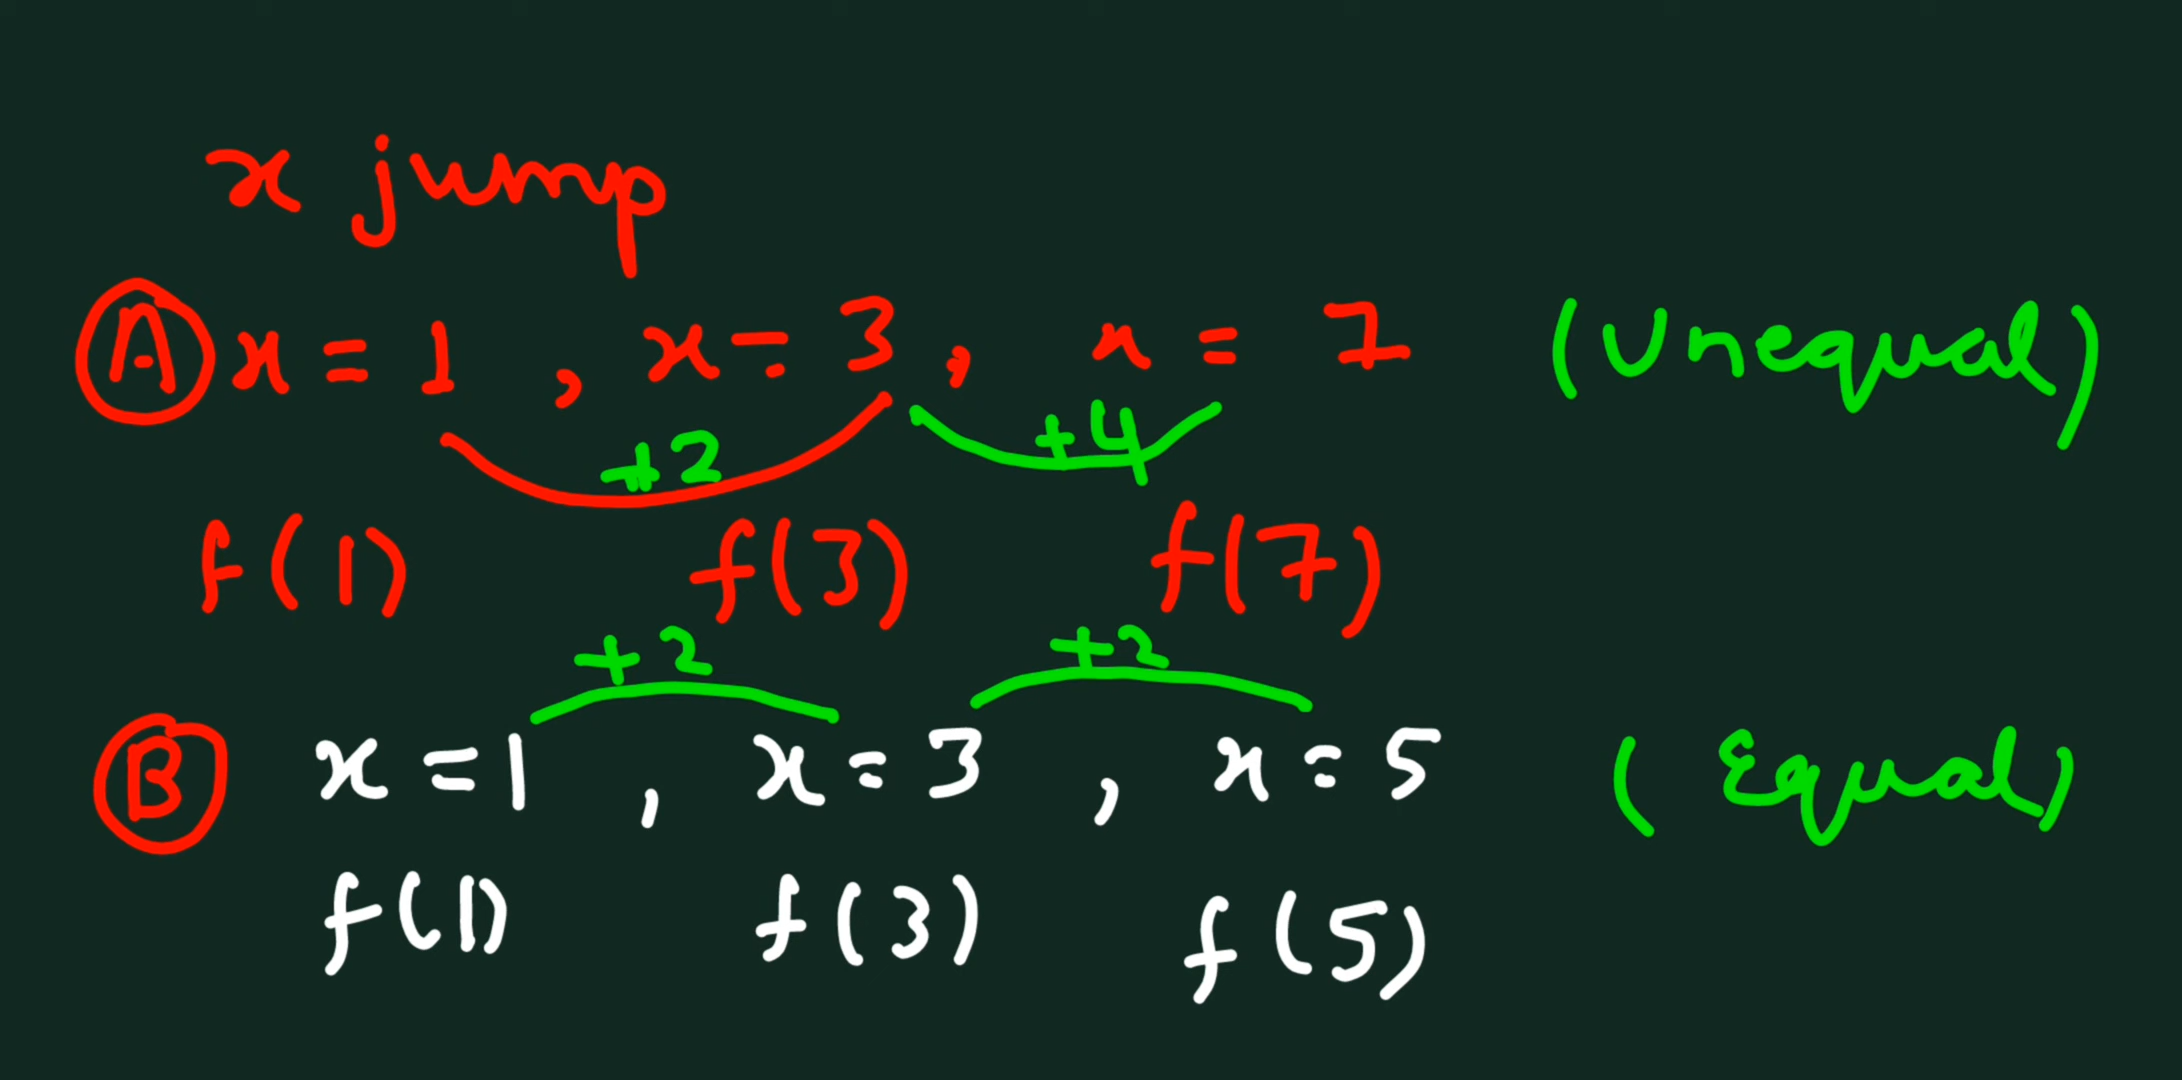 x jump
A x = 1, x = 3, x = 7 (Unequal)
+2 +4
f(1) f(3) f(7)
+2 +2
B x = 1, x = 3, x = 5 (Equal)
f(1) f(3) f(5)